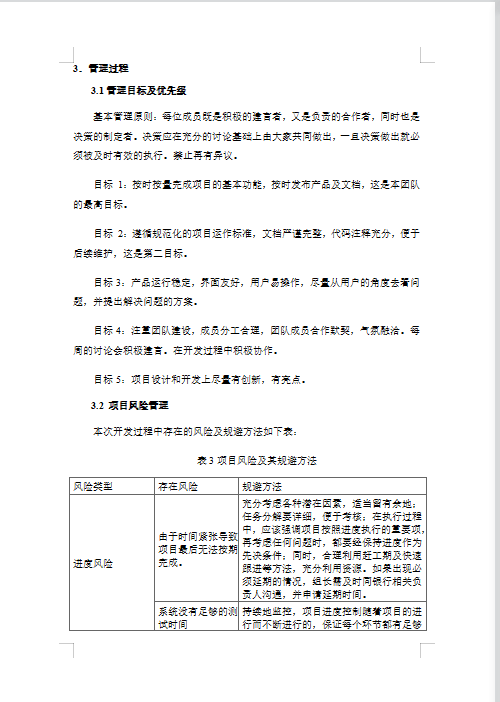 3．管理过程
3.1 管理目标及优先级
基本管理原则：每位成员既是积极的建言者，又是负责的合作者，同时也是
决策的制定者。决策应在充分的讨论基础上由大家共同做出，一旦决策做出就必
须被及时有效的执行。禁止再有异议。
目标 1：按时按量完成项目的基本功能，按时发布产品及文档，这是本团队
的最高目标。
目标 2：遵循规范化的项目运作标准，文档严谨完整，代码注释充分，便于
后续维护，这是第二目标。
目标 3：产品运行稳定，界面友好，用户易操作，尽量从用户的角度去看问
题，并提出解决问题的方案。
目标 4：注重团队建设，成员分工合理，团队成员合作默契，气氛融洽。每
周的讨论会积极建言。在开发过程中积极协作。
目标 5：项目设计和开发上尽量有创新，有亮点。
3.2 项目风险管理
本次开发过程中存在的风险及规避方法如下表：
表 3 项目风险及其规避方法
风险类型 存在风险 规避方法
进度风险
由于时间紧张导致
项目最后无法按期
完成。
充分考虑各种潜在因素，适当留有余地；
任务分解要详细，便于考核；在执行过程
中，应该强调项目按照进度执行的重要项，
再考虑任何问题时，都要经保持进度作为
先决条件；同时，合理利用赶工期及快速
跟进等方法，充分利用资源。如果出现必
须延期的情况，组长需及时同银行相关负
责人沟通，并申请延期时间。
系统没有足够的测
试时间
持续地监控，项目进度控制随着项目的进
行而不断进行的，保证每个环节都有足够